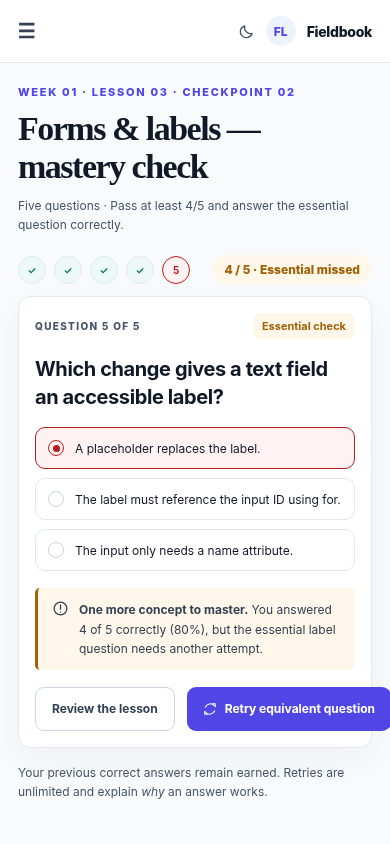 FL Fieldbook
WEEK 01 · LESSON 03 · CHECKPOINT 02
Forms & labels —
mastery check
Five questions · Pass at least 4/5 and answer the essential
question correctly.
5 4 / 5 · Essential missed
QUESTION 5 OF 5 Essential check
Which change gives a text field
an accessible label?
A placeholder replaces the label.
The label must reference the input ID using for.
The input only needs a name attribute.
One more concept to master. You answered
4 of 5 correctly (80%), but the essential label
question needs another attempt.
Review the lesson Retry equivalent question
Your previous correct answers remain earned. Retries are
unlimited and explain why an answer works.